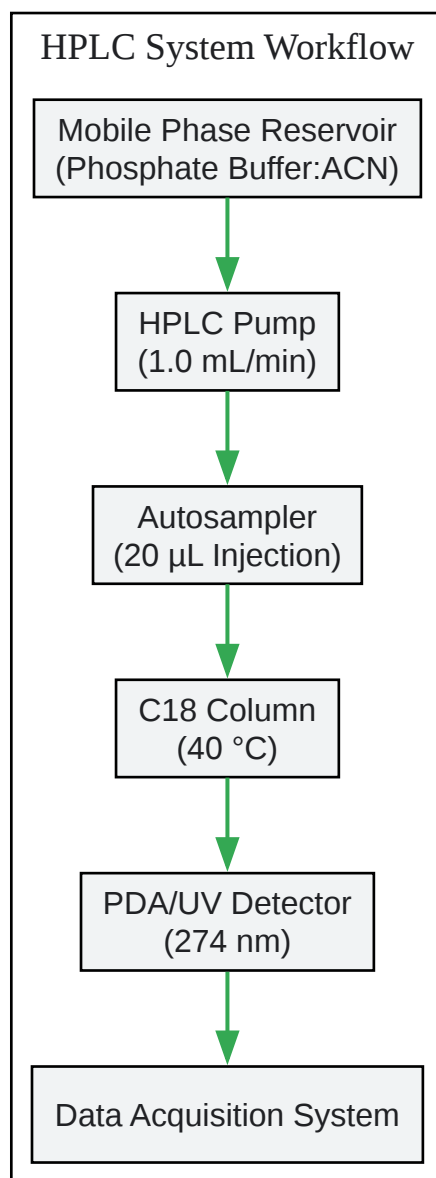 HPLC System Workflow
Mobile Phase Reservoir
(Phosphate Buffer:ACN)
HPLC Pump
(1.0 mL/min)
Autosampler
(20 µL Injection)
C18 Column
(40 °C)
PDA/UV Detector
(274 nm)
Data Acquisition System